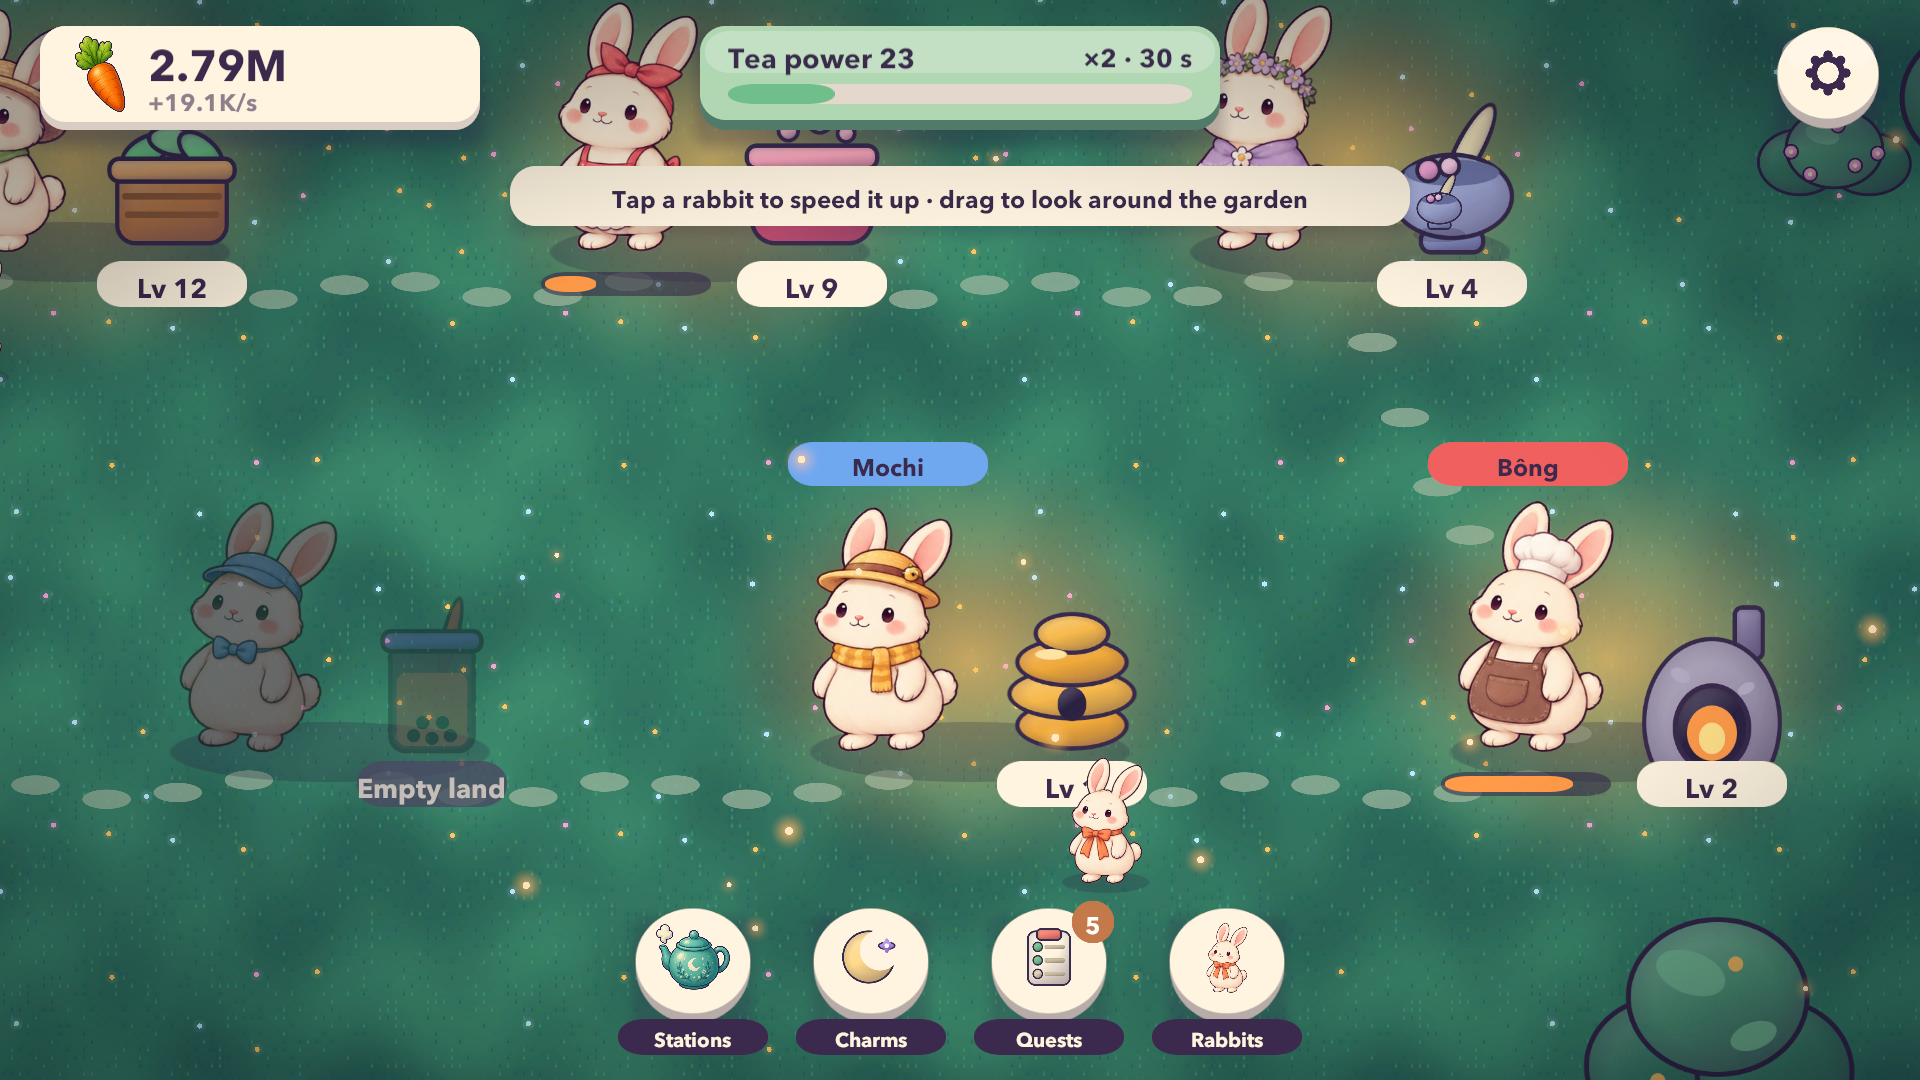 2.79M
+19.1K/s
Tea power 23
×2 · 30 s
Tap a rabbit to speed it up · drag to look around the garden
Lv 12
Lv 9
Lv 4
Mochi
Bông
Empty land
Lv
Lv 2
5
Stations
Charms
Quests
Rabbits